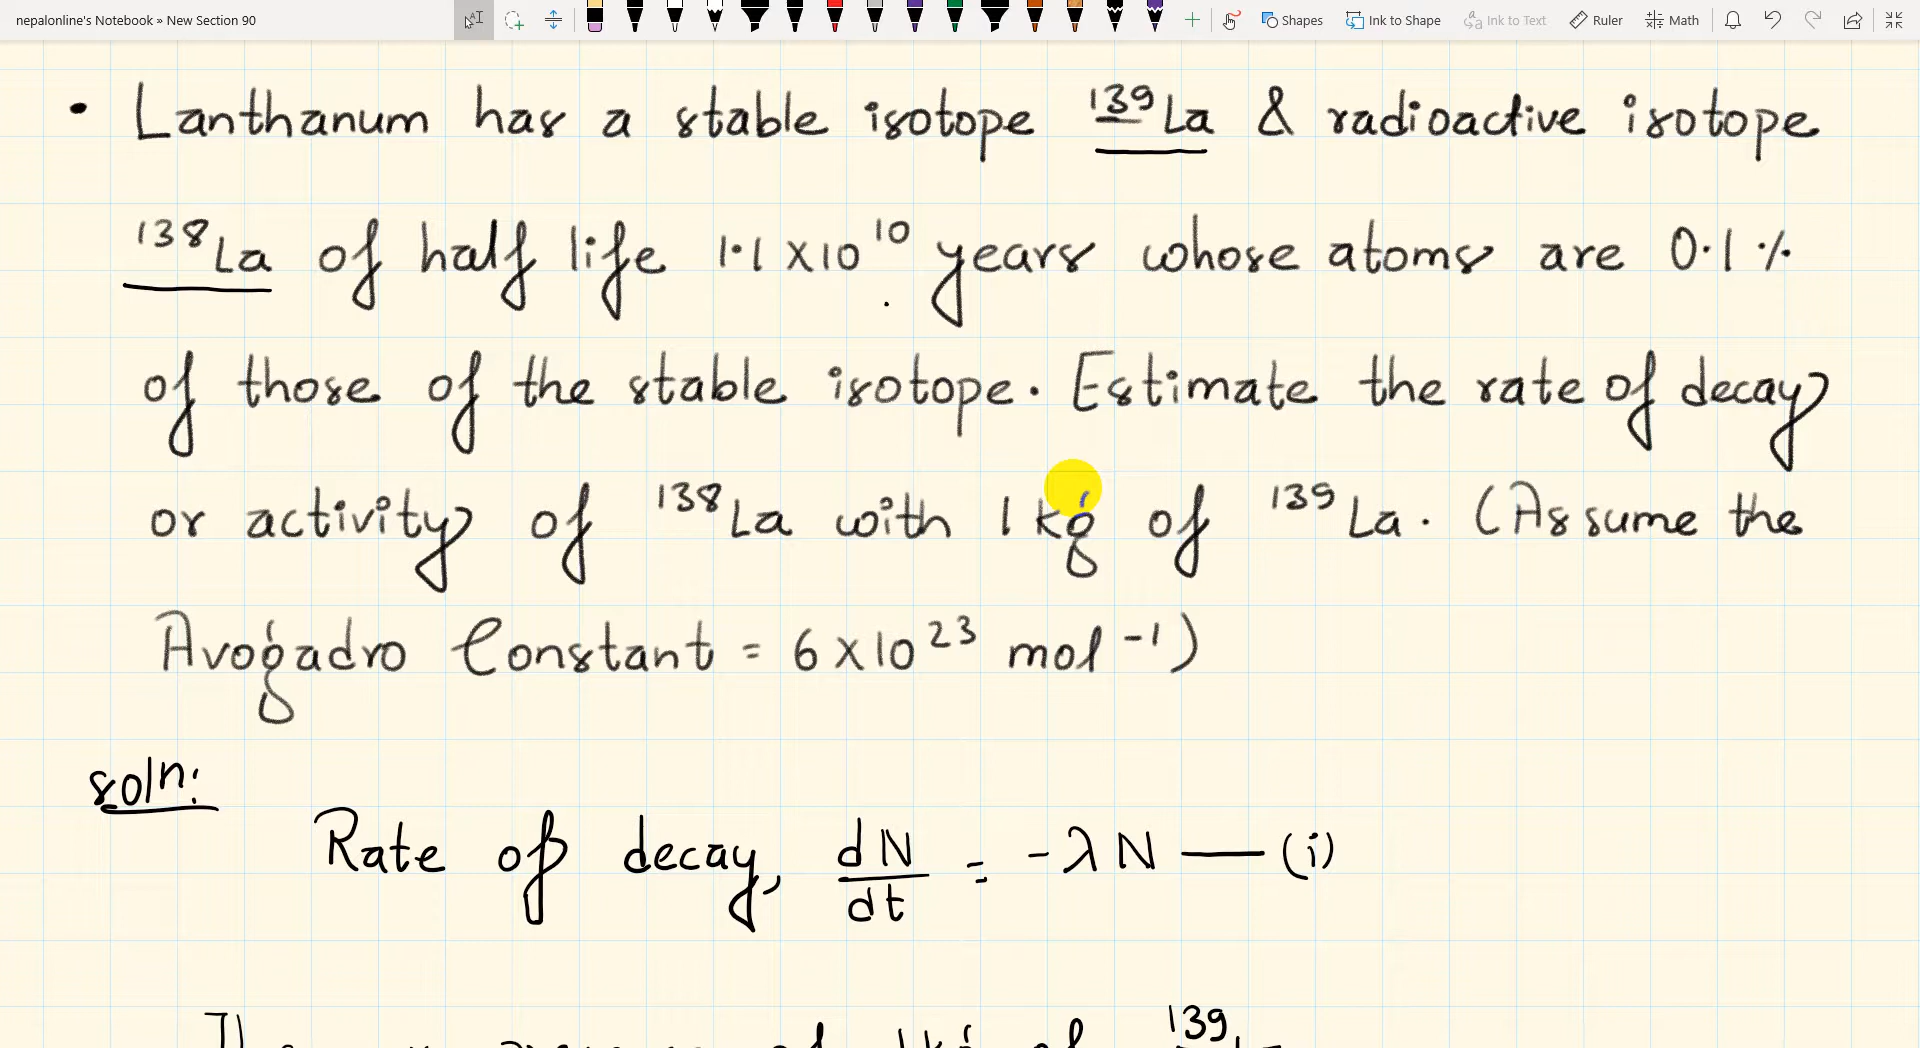 nepalonline's Notebook » New Section 90
Shapes Ink to Shape Ink to Text Ruler Math
• Lanthanum has a stable isotope ¹³⁹La & radioactive isotope
¹³⁸La of half life 1.1 × 10¹⁰ years whose atoms are 0.1 %
of those of the stable isotope. Estimate the rate of decay
or activity of ¹³⁸La with 1 kg of ¹³⁹La. (Assume the
Avogadro Constant = 6 × 10²³ mol⁻¹)
soln:
Rate of decay, dN/dt = -λN — (i)
139